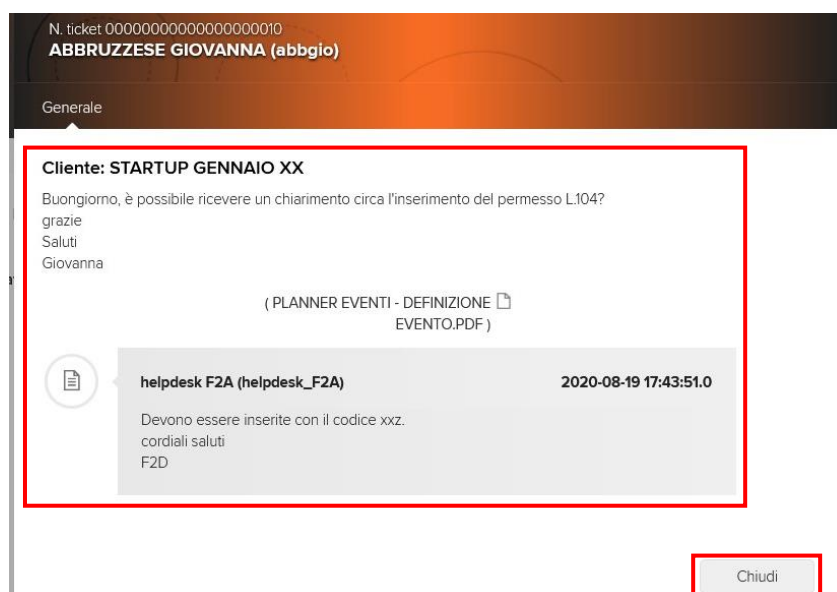 N. ticket 00000000000000000010
ABBRUZZESE GIOVANNA (abbgio)
Generale
Cliente: STARTUP GENNAIO XX
Buongiorno, è possibile ricevere un chiarimento circa l'inserimento del permesso L.104?
grazie
Saluti
Giovanna
( PLANNER EVENTI - DEFINIZIONE
EVENTO.PDF )
helpdesk F2A (helpdesk_F2A) 2020-08-19 17:43:51.0
Devono essere inserite con il codice xxz.
cordiali saluti
F2D
Chiudi